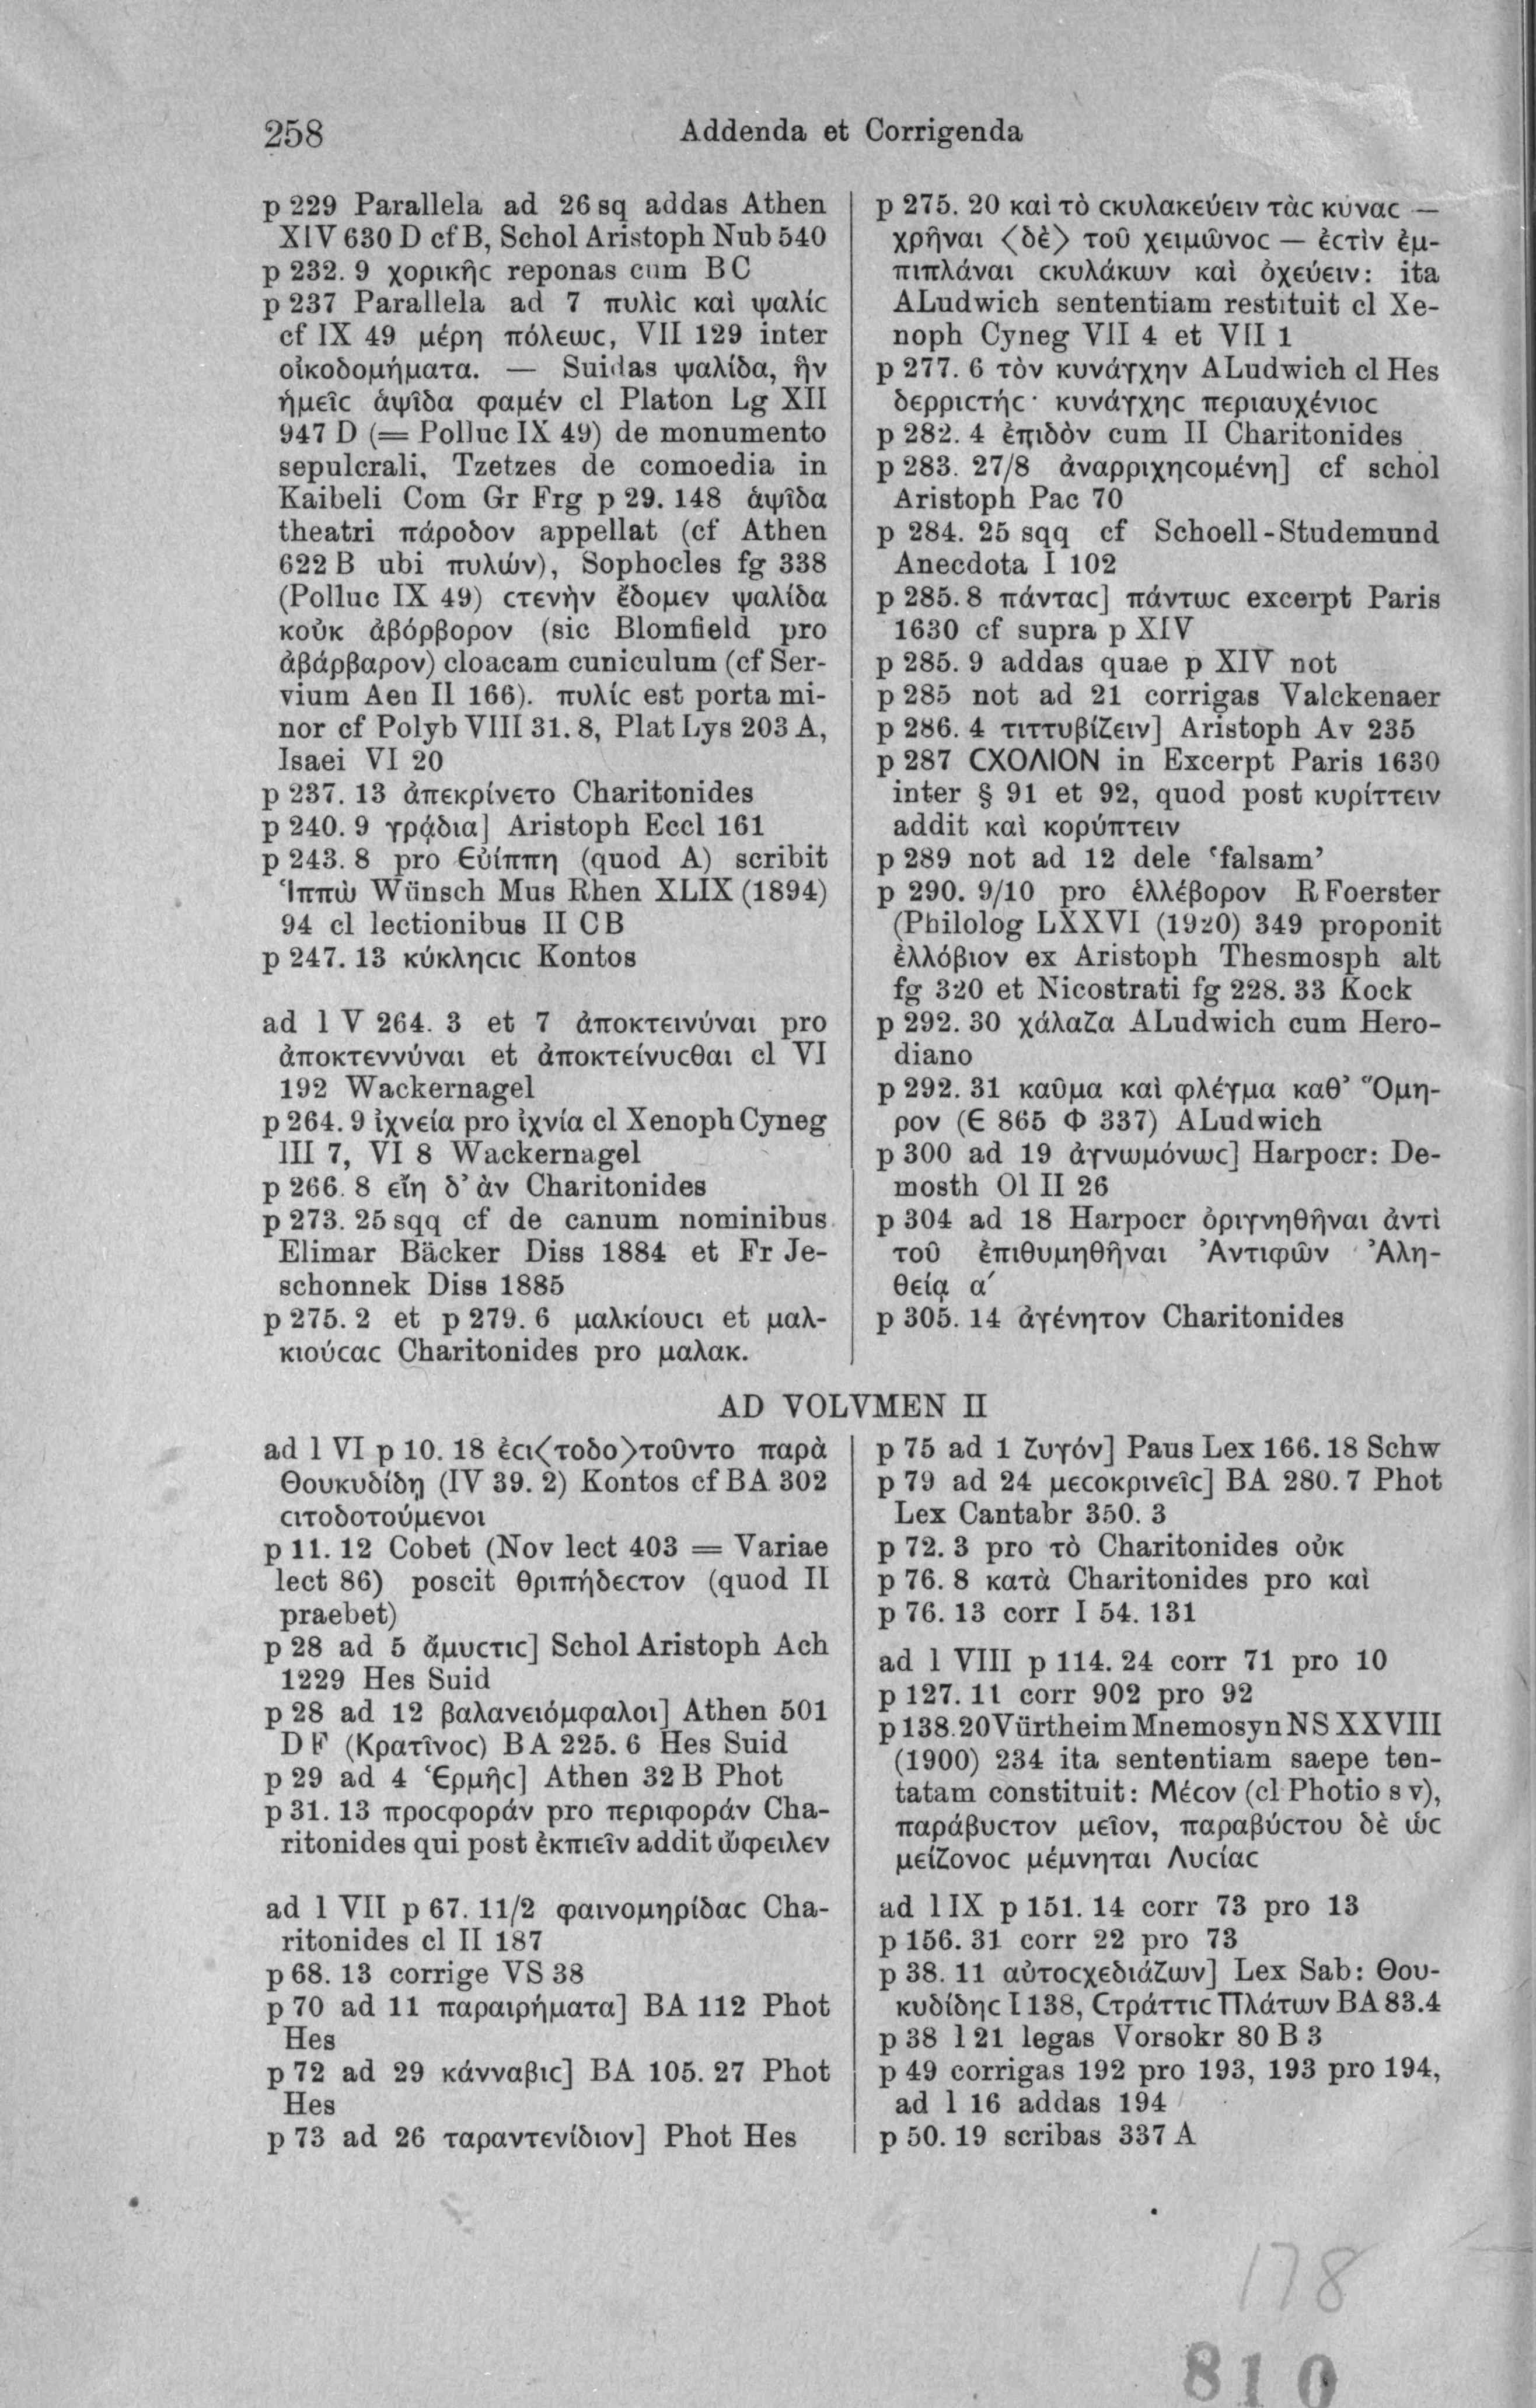 258
Addenda et Corrigenda
p 229 Parallela ad 26 sq addas Athen
XIV 630 D cf B, Schol Aristoph Nub 540
p 232. 9 χορικῆϲ reponas cum BC
p 237 Parallela ad 7 πυλὶϲ καὶ ψαλίϲ
cf IX 49 μέρη πόλεωϲ, VII 129 inter
οἰκοδομήματα. — Suidas ψαλίδα, ἣν
ἡμεῖϲ ἁψῖδα φαμέν cl Platon Lg XII
947 D (= Polluc IX 49) de monumento
sepulcrali, Tzetzes de comoedia in
Kaibeli Com Gr Frg p 29. 148 ἁψῖδα
theatri πάροδον appellat (cf Athen
622 B ubi πυλών), Sophocles fg 338
(Polluc IX 49) ϲτενὴν ἔδομεν ψαλίδα
κοὐκ ἀβόρβορον (sic Blomfield pro
ἀβάρβαρον) cloacam cuniculum (cf Ser-
vium Aen II 166). πυλίϲ est porta mi-
nor cf Polyb VIII 31. 8, Plat Lys 203 A,
Isaei VI 20
p 237. 13 ἀπεκρίνετο Charitonides
p 240. 9 γρᾴδια] Aristoph Eccl 161
p 243. 8 pro Εὐίππη (quod A) scribit
Ἱππὼ Wünsch Mus Rhen XLIX (1894)
94 cl lectionibus II CB
p 247. 13 κύκληϲιϲ Kontos
ad l V 264. 3 et 7 ἀποκτεινύναι pro
ἀποκτεννύναι et ἀποκτείνυϲθαι cl VI
192 Wackernagel
p 264. 9 ἰχνεία pro ἰχνία cl Xenoph Cyneg
III 7, VI 8 Wackernagel
p 266. 8 εἴη δ' ἂν Charitonides
p 273. 25 sqq cf de canum nominibus
Elimar Bäcker Diss 1884 et Fr Je-
schonnek Diss 1885
p 275. 2 et p 279. 6 μαλκίουϲι et μαλ-
κιούϲαϲ Charitonides pro μαλακ.
p 275. 20 καὶ τὸ ϲκυλακεύειν τὰϲ κύναϲ —
χρῆναι ⟨δὲ⟩ τοῦ χειμῶνοϲ — ἐϲτὶν ἐμ-
πιπλάναι ϲκυλάκων καὶ ὀχεύειν: ita
ALudwich sententiam restituit cl Xe-
noph Cyneg VII 4 et VII 1
p 277. 6 τὸν κυνάγχην ALudwich cl Hes
δερριϲτήϲ· κυνάγχηϲ περιαυχένιοϲ
p 282. 4 ἐπιδὸν cum II Charitonides
p 283. 27/8 ἀναρριχηϲομένη] cf schol
Aristoph Pac 70
p 284. 25 sqq cf Schoell-Studemund
Anecdota I 102
p 285. 8 πάνταϲ] πάντωϲ excerpt Paris
1630 cf supra p XIV
p 285. 9 addas quae p XIV not
p 285 not ad 21 corrigas Valckenaer
p 286. 4 τιττυβίζειν] Aristoph Av 235
p 287 ϹΧΟΛΙΟΝ in Excerpt Paris 1630
inter § 91 et 92, quod post κυρίττειν
addit καὶ κορύπτειν
p 289 not ad 12 dele 'falsam'
p 290. 9/10 pro ἐλλέβορον R Foerster
(Philolog LXXVI (1920) 349 proponit
ἐλλόβιον ex Aristoph Thesmosph alt
fg 320 et Nicostrati fg 228. 33 Kock
p 292. 30 χάλαζα ALudwich cum Hero-
diano
p 292. 31 καῦμα καὶ φλέγμα καθ' Ὅμη-
ρον (Ε 865 Φ 337) ALudwich
p 300 ad 19 ἀγνωμόνωϲ] Harpocr: De-
mosth Ol II 26
p 304 ad 18 Harpocr ὀριγνηθῆναι ἀντὶ
τοῦ ἐπιθυμηθῆναι Ἀντιφῶν Ἀλη-
θείᾳ α′
p 305. 14 ἀγένητον Charitonides
AD VOLVMEN II
ad l VI p 10. 18 ἐϲι⟨τοδο⟩τοῦντο παρὰ
Θουκυδίδῃ (IV 39. 2) Kontos cf BA 302
ϲιτοδοτούμενοι
p 11. 12 Cobet (Nov lect 403 = Variae
lect 86) poscit θριπήδεϲτον (quod II
praebet)
p 28 ad 5 ἄμυϲτιϲ] Schol Aristoph Ach
1229 Hes Suid
p 28 ad 12 βαλανειόμφαλοι] Athen 501
DF (Κρατῖνοϲ) BA 225. 6 Hes Suid
p 29 ad 4 Ἑρμῆϲ] Athen 32 B Phot
p 31. 13 προϲφοράν pro περιφοράν Cha-
ritonides qui post ἐκπιεῖν addit ὤφειλεν
ad l VII p 67. 11/2 φαινομηρίδαϲ Cha-
ritonides cl II 187
p 68. 13 corrige VS 38
p 70 ad 11 παραιρήματα] BA 112 Phot
Hes
p 72 ad 29 κάνναβιϲ] BA 105. 27 Phot
Hes
p 73 ad 26 ταραντενίδιον] Phot Hes
p 75 ad 1 ζυγόν] Paus Lex 166. 18 Schw
p 79 ad 24 μεϲοκρινεῖϲ] BA 280. 7 Phot
Lex Cantabr 350. 3
p 72. 3 pro τὸ Charitonides οὐκ
p 76. 8 κατὰ Charitonides pro καὶ
p 76. 13 corr I 54. 131
ad l VIII p 114. 24 corr 71 pro 10
p 127. 11 corr 902 pro 92
p 138. 20 Vürtheim Mnemosyn NS XXVIII
(1900) 234 ita sententiam saepe ten-
tatam constituit: Μέϲον (cl Photio s v),
παράβυϲτον μεῖον, παραβύϲτου δὲ ὡϲ
μείζονοϲ μέμνηται Λυϲίαϲ
ad l IX p 151. 14 corr 73 pro 13
p 156. 31 corr 22 pro 73
p 38. 11 αὐτοϲχεδιάζων] Lex Sab: Θου-
κυδίδηϲ I 138, Ϲτράττιϲ Πλάτων BA 83. 4
p 38 l 21 legas Vorsokr 80 B 3
p 49 corrigas 192 pro 193, 193 pro 194,
ad l 16 addas 194
p 50. 19 scribas 337 A
178
810